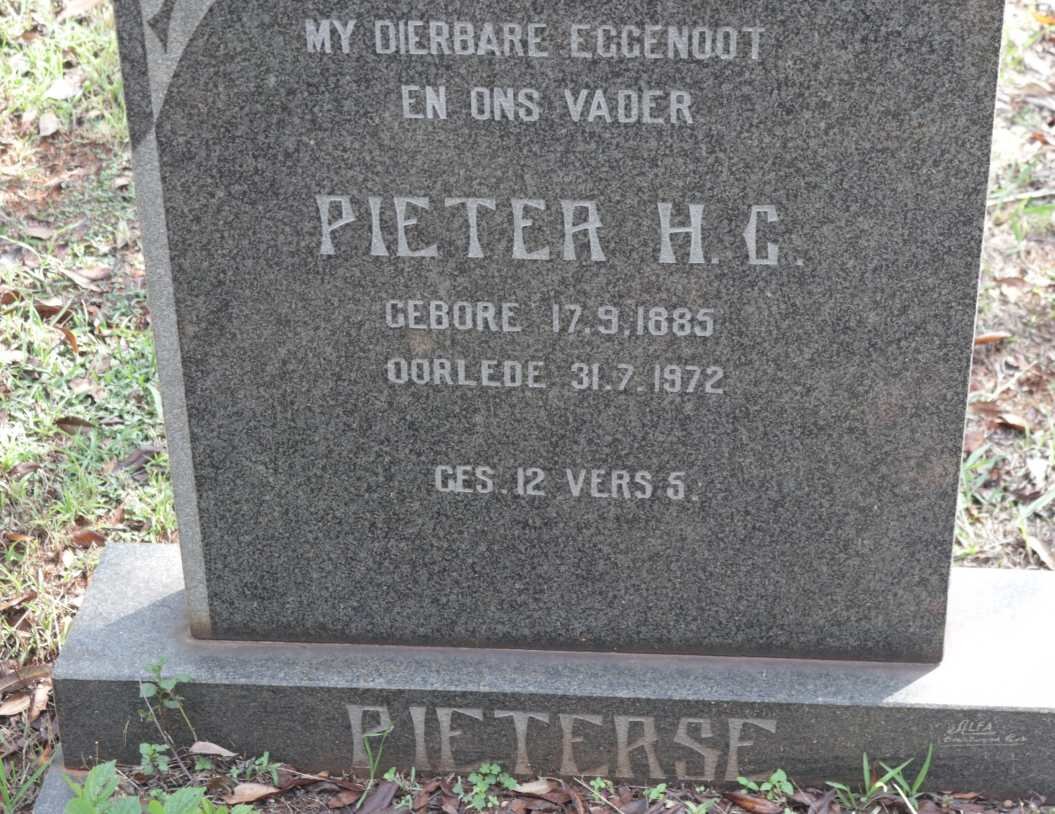 MY DIERBARE EGGENOOT
EN ONS VADER
PIETER H. G.
GEBORE 17.9.1885
OORLEDE 31.7.1972
GES. 12 VERS 5.
PIETERSE
ALFA